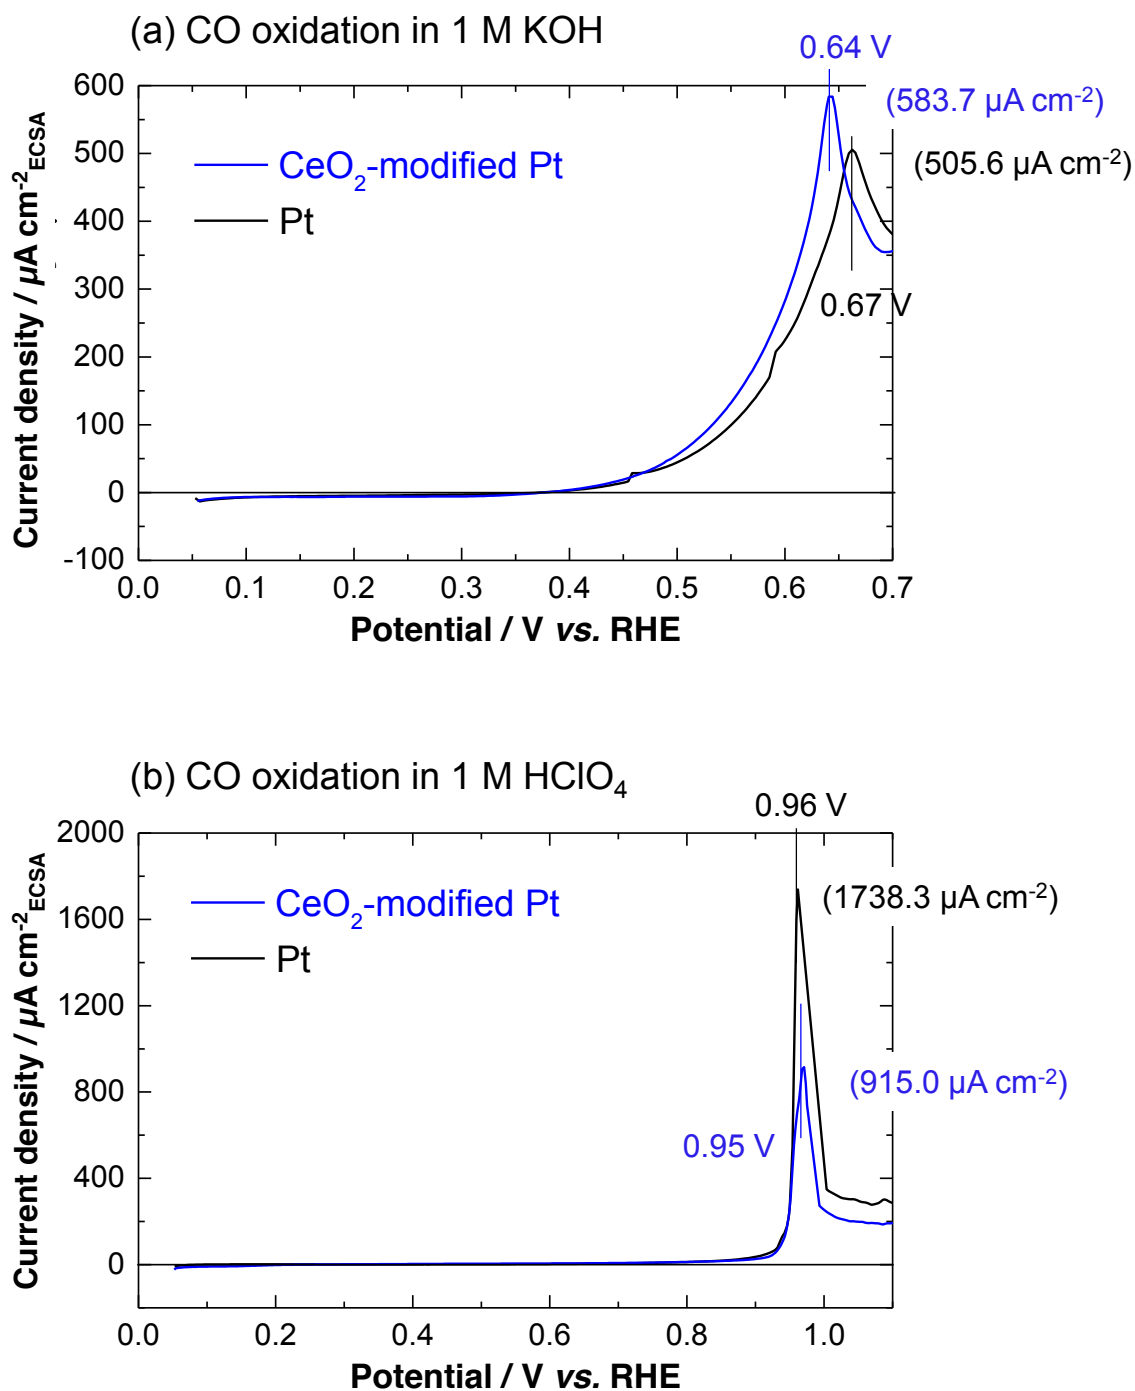 (a) CO oxidation in 1 M KOH
0.64 V
(583.7 µA cm-2)
(505.6 µA cm-2)
CeO2-modified Pt
Pt
0.67 V
600
500
400
300
200
100
0
-100
Current density / µA cm-2ECSA
0.0 0.1 0.2 0.3 0.4 0.5 0.6 0.7
Potential / V vs. RHE
(b) CO oxidation in 1 M HClO4
0.96 V
(1738.3 µA cm-2)
CeO2-modified Pt
Pt
(915.0 µA cm-2)
0.95 V
2000
1600
1200
800
400
0
Current density / µA cm-2ECSA
0.0 0.2 0.4 0.6 0.8 1.0
Potential / V vs. RHE